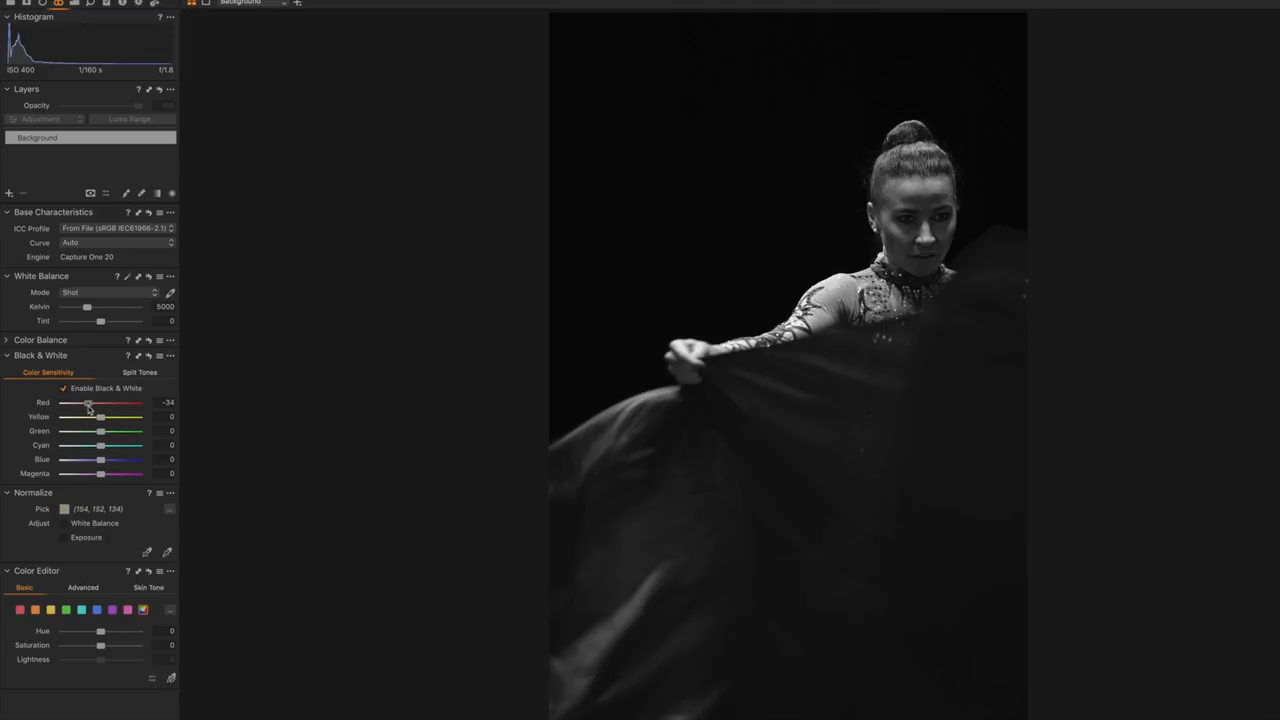 Background
Histogram ? ...
ISO 400 1/160 s f/1.8
Layers ? ...
Opacity 100
Adjustment Luma Range...
Background
Base Characteristics ? ...
ICC Profile From File (sRGB IEC61966-2.1)
Curve Auto
Engine Capture One 20
White Balance ? ...
Mode Shot
Kelvin 5000
Tint 0
Color Balance ? ...
Black & White ? ...
Color Sensitivity Split Tones
Enable Black & White
Red -34
Yellow 0
Green 0
Cyan 0
Blue 0
Magenta 0
Normalize ? ...
Pick (154, 152, 134) ...
Adjust White Balance
Exposure
Color Editor ? ...
Basic Advanced Skin Tone
...
Hue 0
Saturation 0
Lightness 0